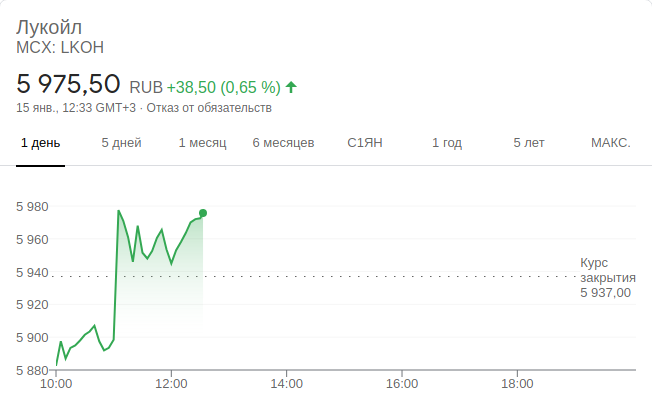 Лукойл
MCX: LKOH
5 975,50 RUB +38,50 (0,65 %)
15 янв., 12:33 GMT+3 · Отказ от обязательств
1 день 5 дней 1 месяц 6 месяцев С1ЯН 1 год 5 лет МАКС.
5 980
5 960
5 940
5 920
5 900
5 880
Курс
закрытия
5 937,00
10:00 12:00 14:00 16:00 18:00